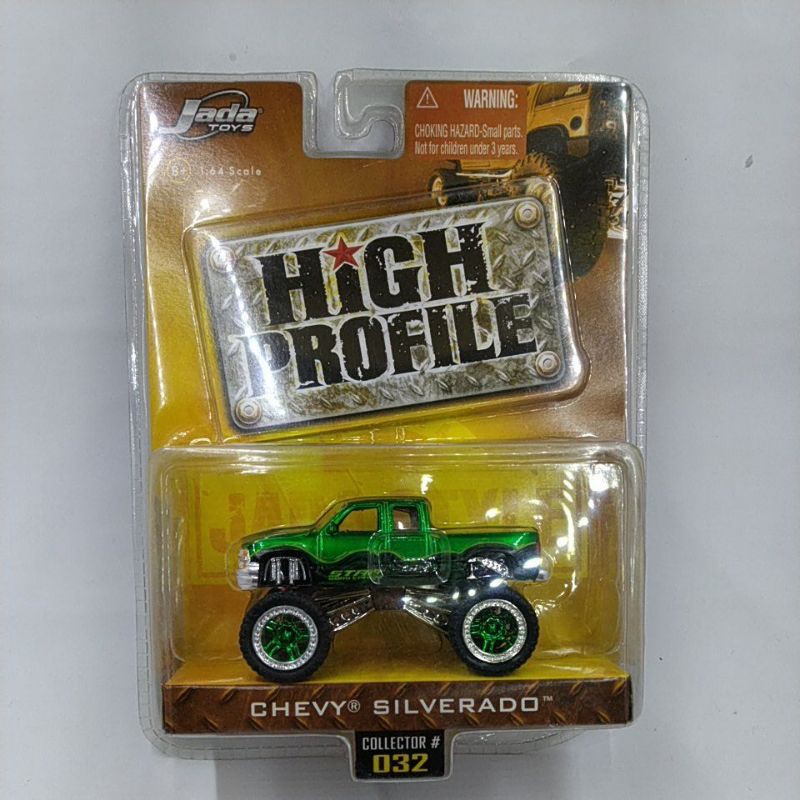 Jada
TOYS
8+ 1:64 Scale
WARNING:
CHOKING HAZARD-Small parts.
Not for children under 3 years.
HiGH
PROFILE
CHEVY® SILVERADO™
COLLECTOR #
032